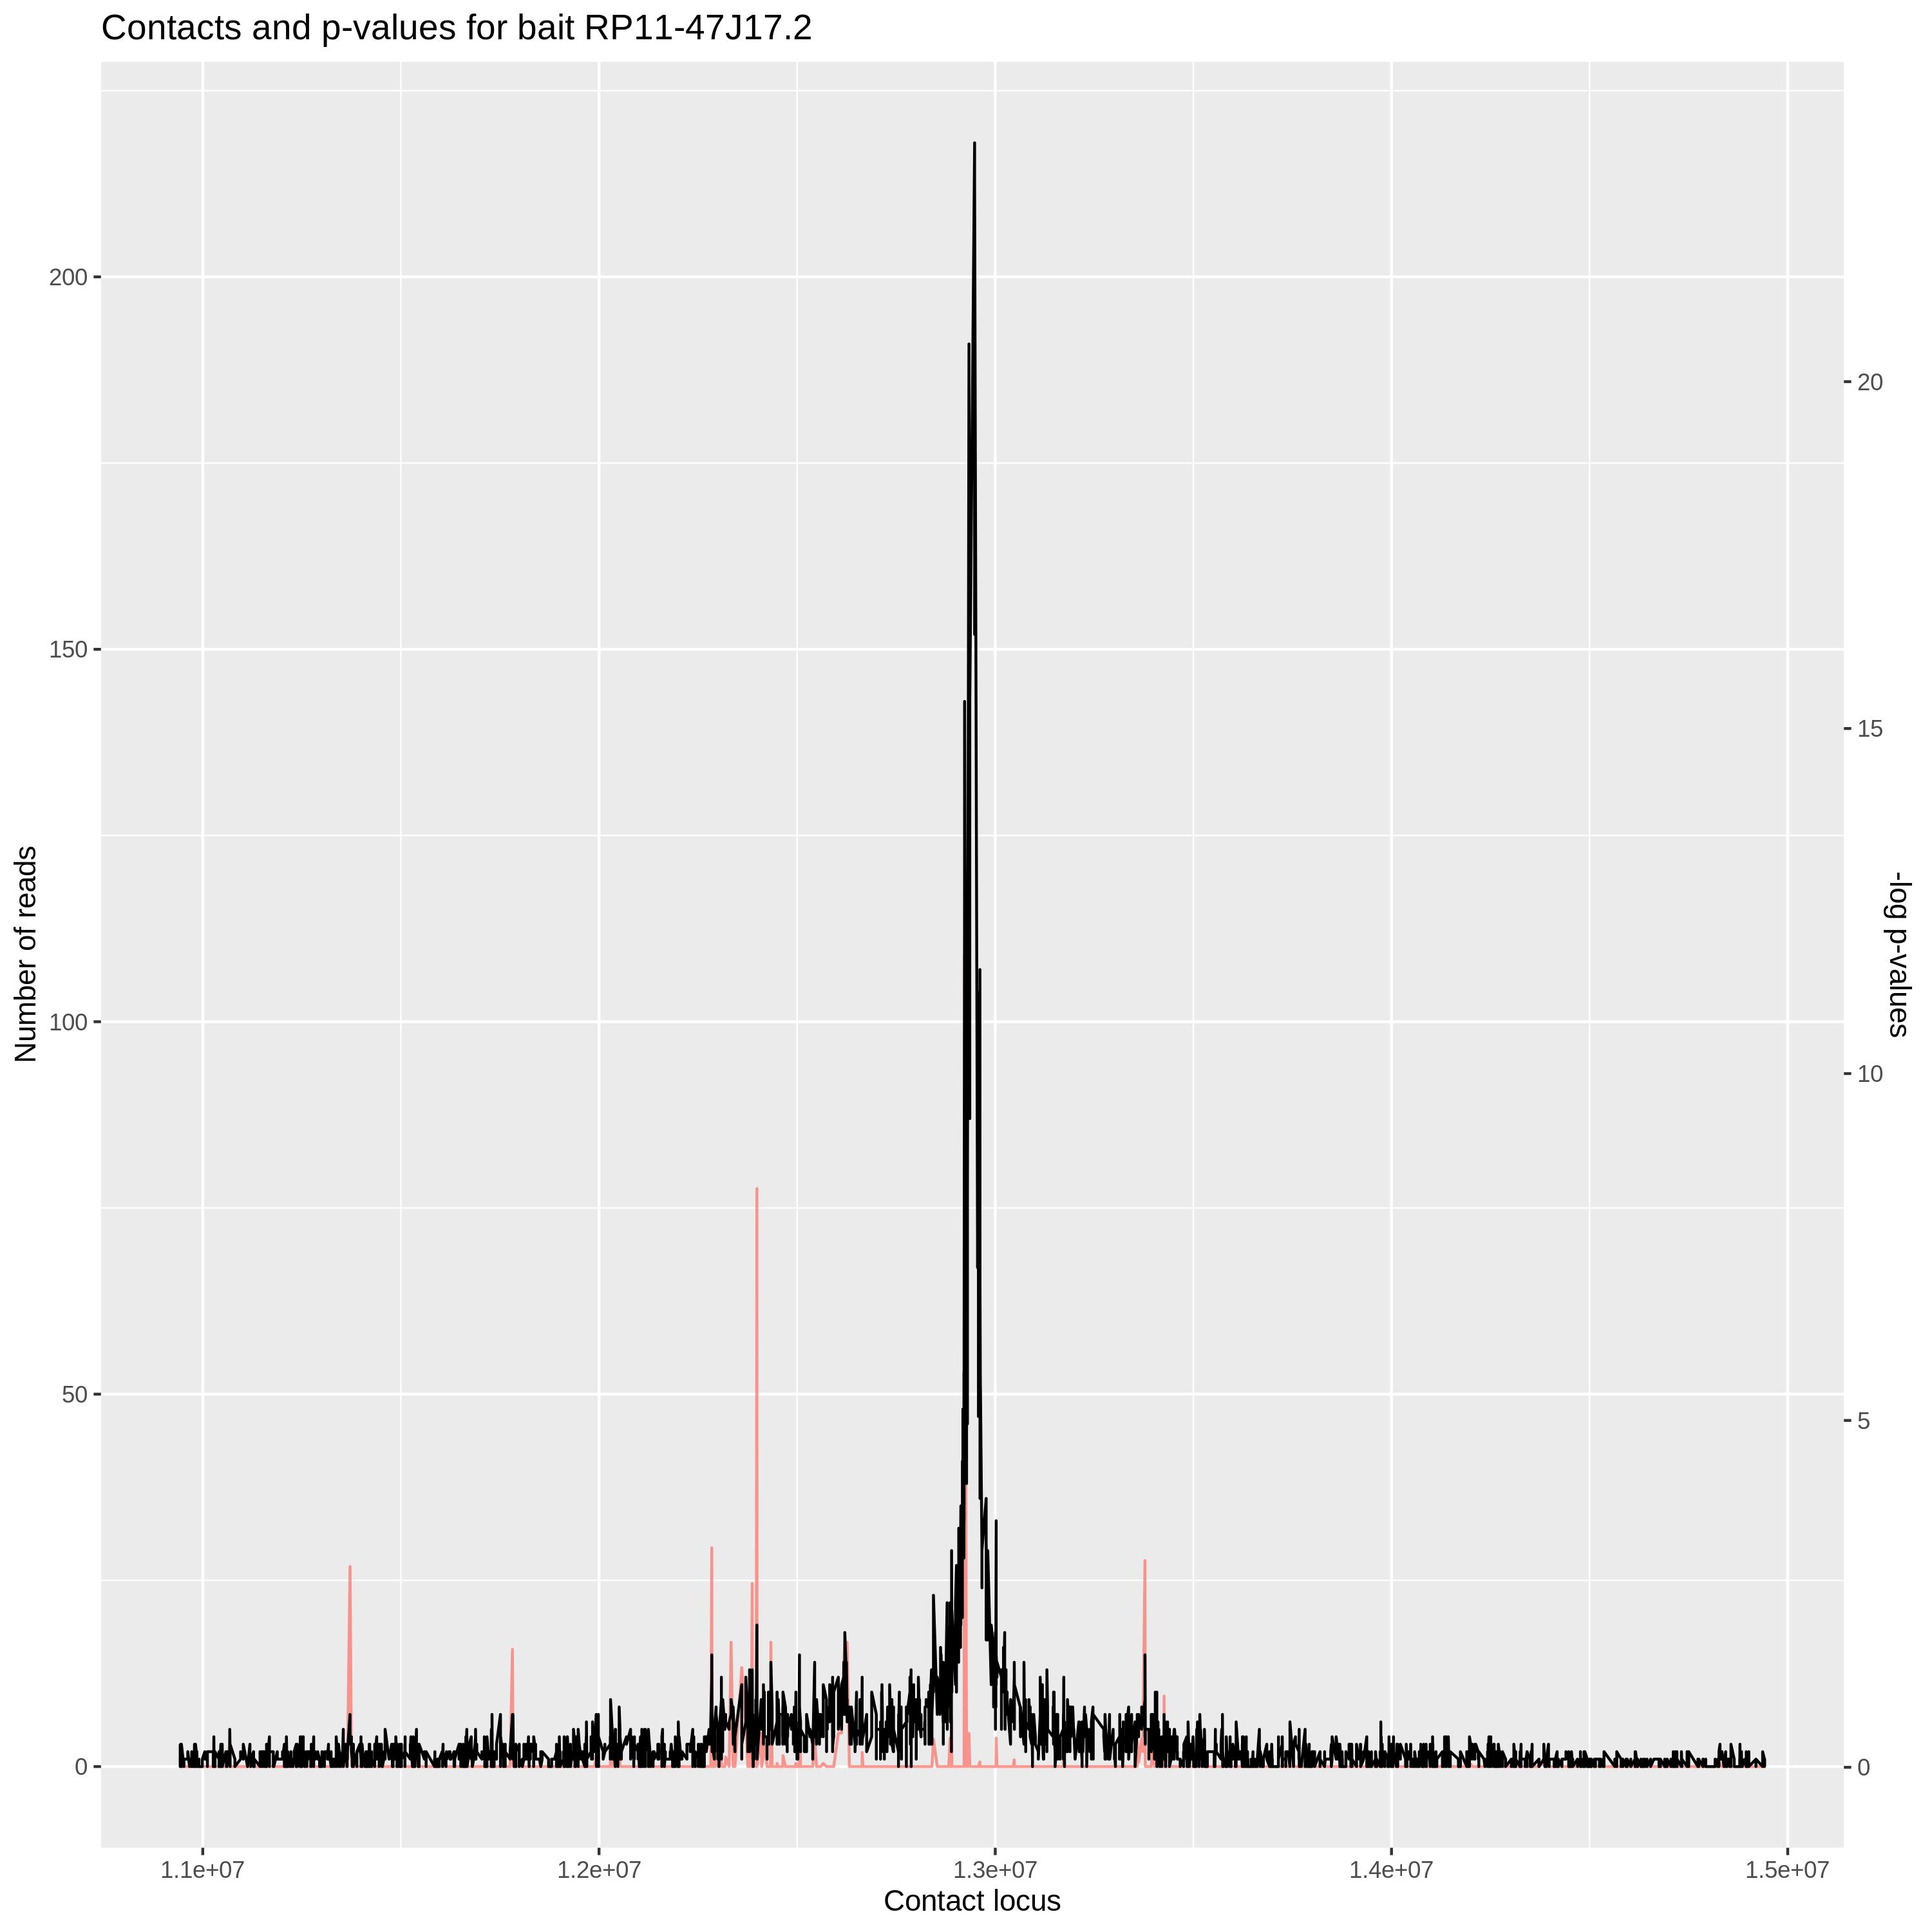 Contacts and p-values for bait RP11-47J17.2
Number of reads
200
150
100
50
0
20
15
10
5
0
-log p-values
1.1e+07
1.2e+07
1.3e+07
1.4e+07
1.5e+07
Contact locus